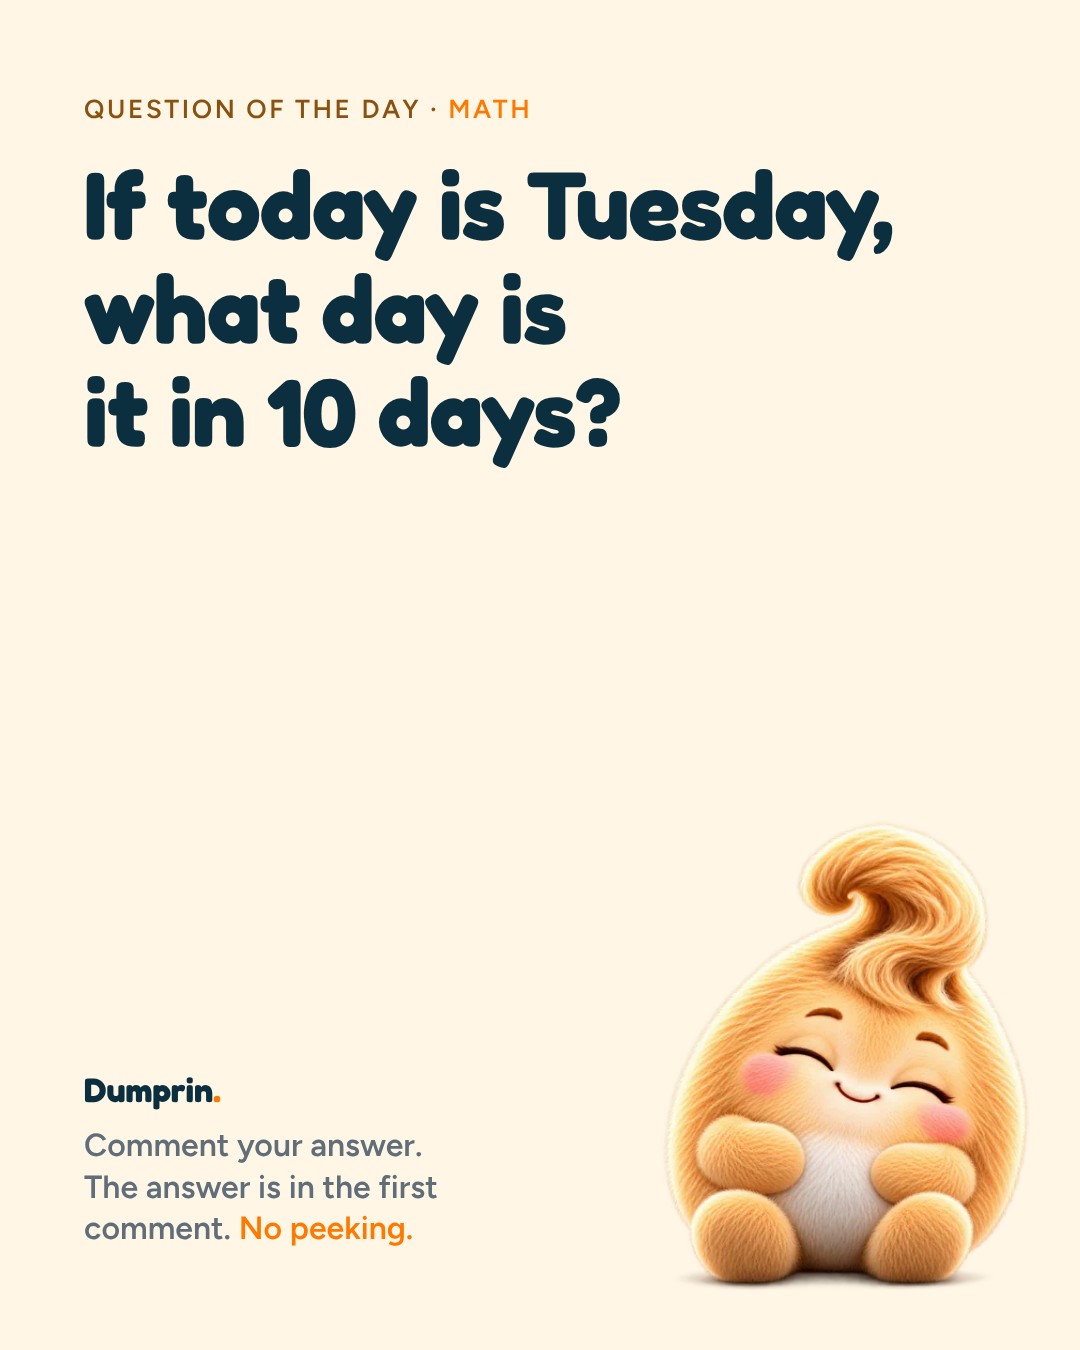 QUESTION OF THE DAY · MATH
If today is Tuesday,
what day is
it in 10 days?
Dumprin.
Comment your answer.
The answer is in the first
comment. No peeking.